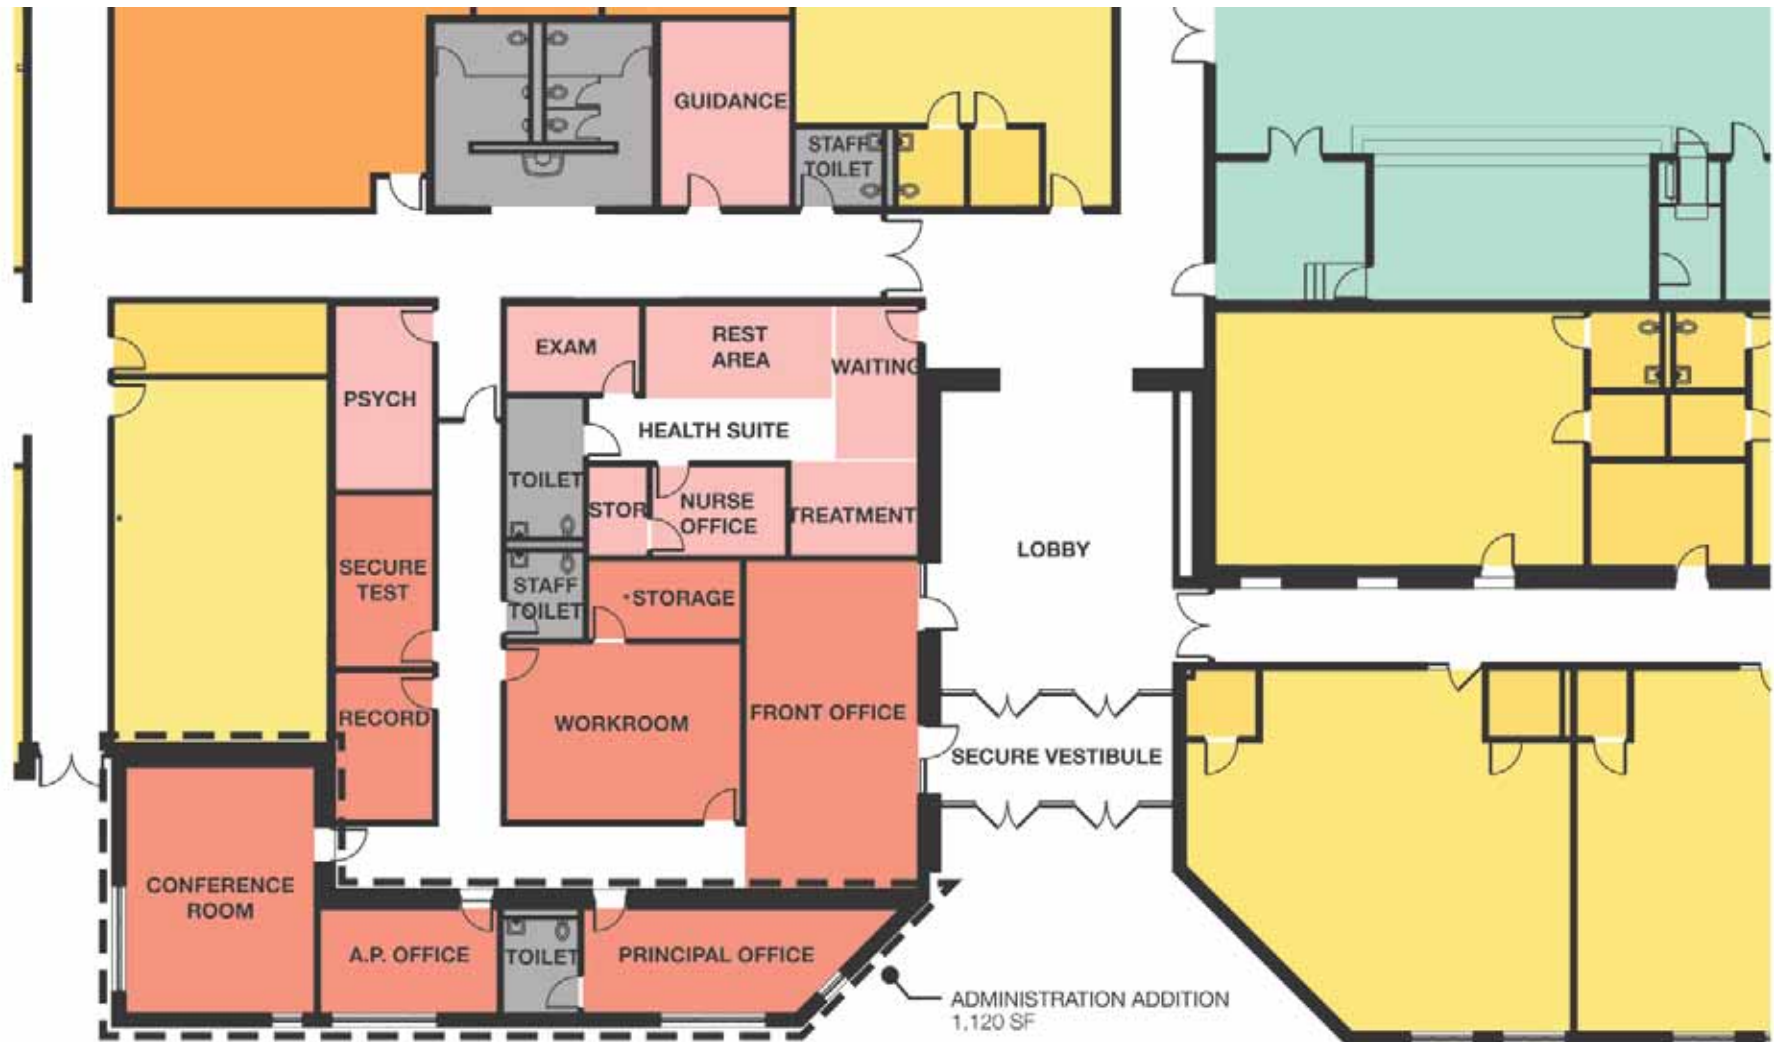 GUIDANCE
STAFF
TOILET
EXAM
REST
AREA
WAITING
PSYCH
HEALTH SUITE
TOILET
STOR
NURSE
OFFICE
TREATMENT
LOBBY
SECURE
TEST
STAFF
TOILET
STORAGE
RECORD
WORKROOM
FRONT OFFICE
SECURE VESTIBULE
CONFERENCE
ROOM
A.P. OFFICE
TOILET
PRINCIPAL OFFICE
ADMINISTRATION ADDITION
1,120 SF